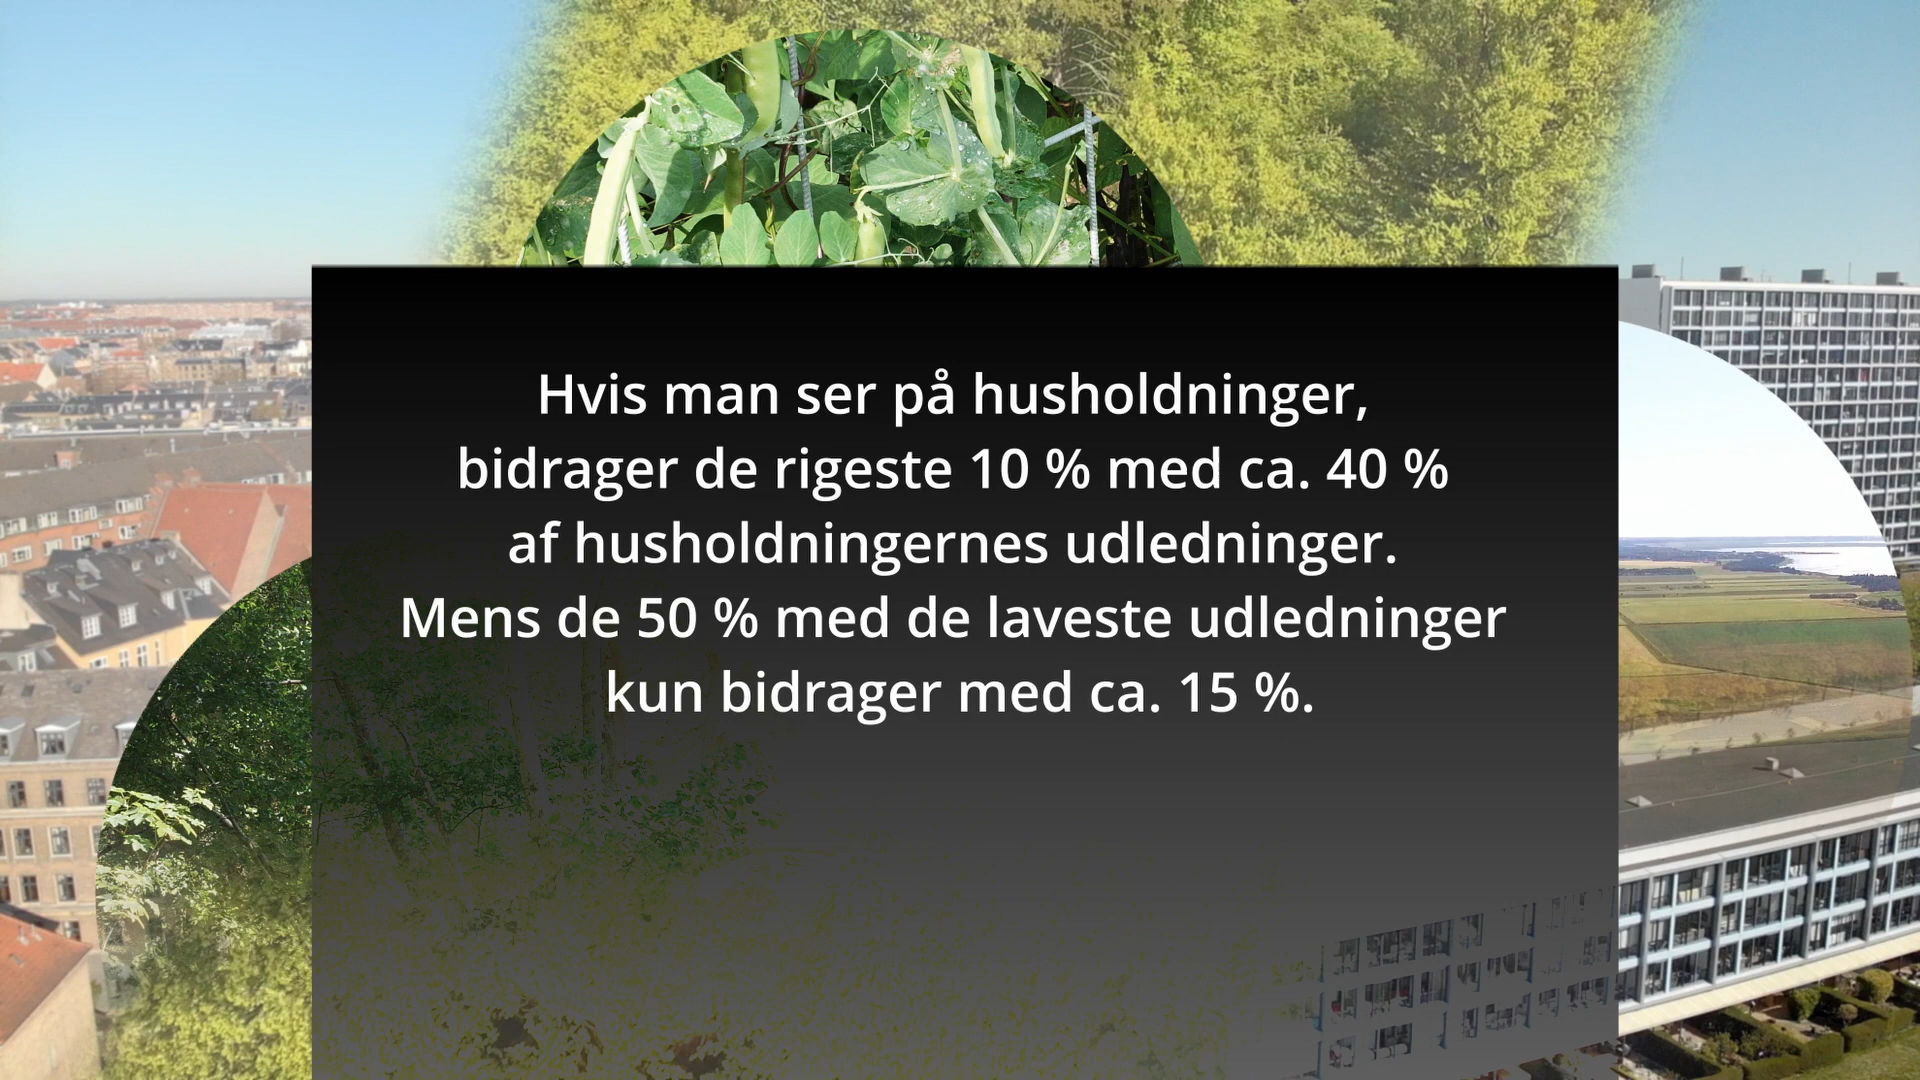 Hvis man ser på husholdninger,
bidrager de rigeste 10 % med ca. 40 %
af husholdningernes udledninger.
Mens de 50 % med de laveste udledninger
kun bidrager med ca. 15 %.